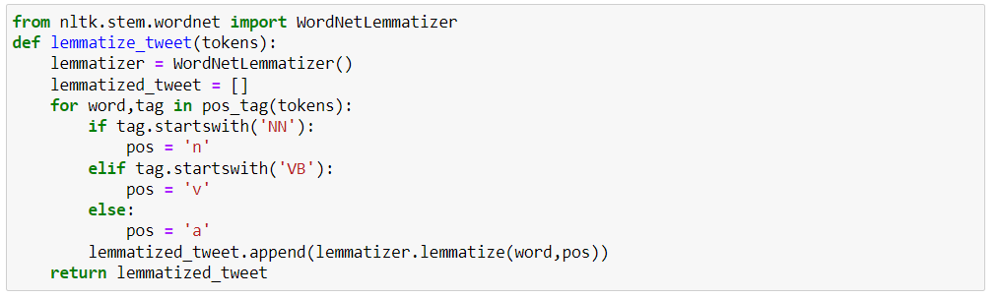 from nltk.stem.wordnet import WordNetLemmatizer
def lemmatize_tweet(tokens):
    lemmatizer = WordNetLemmatizer()
    lemmatized_tweet = []
    for word,tag in pos_tag(tokens):
        if tag.startswith('NN'):
            pos = 'n'
        elif tag.startswith('VB'):
            pos = 'v'
        else:
            pos = 'a'
        lemmatized_tweet.append(lemmatizer.lemmatize(word,pos))
    return lemmatized_tweet